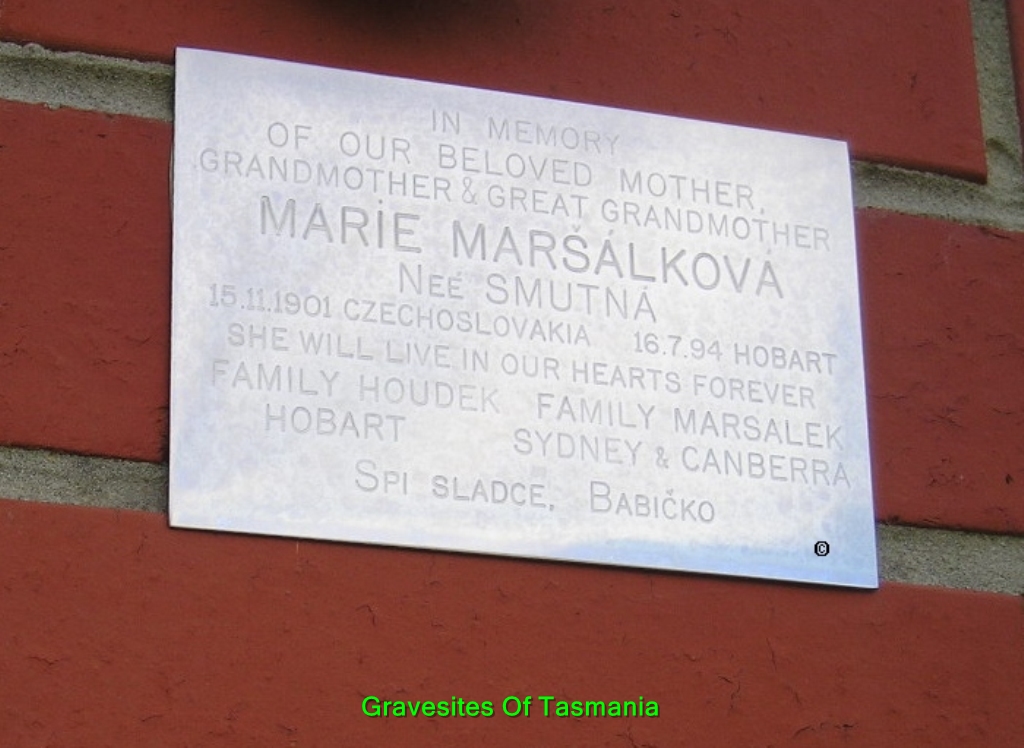 IN MEMORY
OF OUR BELOVED MOTHER,
GRANDMOTHER & GREAT GRANDMOTHER
MARIE MARŠÁLKOVÁ
NEÉ SMUTNÁ
15.11.1901 CZECHOSLOVAKIA 16.7.94 HOBART
SHE WILL LIVE IN OUR HEARTS FOREVER
FAMILY HOUDEK FAMILY MARSALEK
HOBART SYDNEY & CANBERRA
SPI SLADCE, BABIČKO
©
Gravesites Of Tasmania